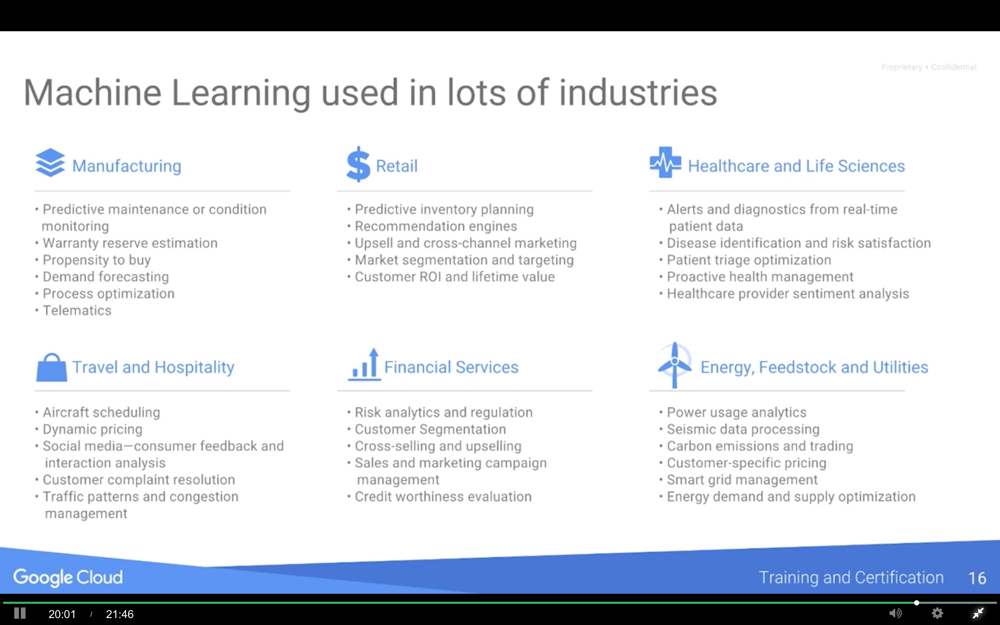 Proprietary + Confidential
Machine Learning used in lots of industries
Manufacturing
• Predictive maintenance or condition
monitoring
• Warranty reserve estimation
• Propensity to buy
• Demand forecasting
• Process optimization
• Telematics
$ Retail
• Predictive inventory planning
• Recommendation engines
• Upsell and cross-channel marketing
• Market segmentation and targeting
• Customer ROI and lifetime value
Healthcare and Life Sciences
• Alerts and diagnostics from real-time
patient data
• Disease identification and risk satisfaction
• Patient triage optimization
• Proactive health management
• Healthcare provider sentiment analysis
Travel and Hospitality
• Aircraft scheduling
• Dynamic pricing
• Social media—consumer feedback and
interaction analysis
• Customer complaint resolution
• Traffic patterns and congestion
management
Financial Services
• Risk analytics and regulation
• Customer Segmentation
• Cross-selling and upselling
• Sales and marketing campaign
management
• Credit worthiness evaluation
Energy, Feedstock and Utilities
• Power usage analytics
• Seismic data processing
• Carbon emissions and trading
• Customer-specific pricing
• Smart grid management
• Energy demand and supply optimization
Google Cloud
Training and Certification 16
20:01 / 21:46